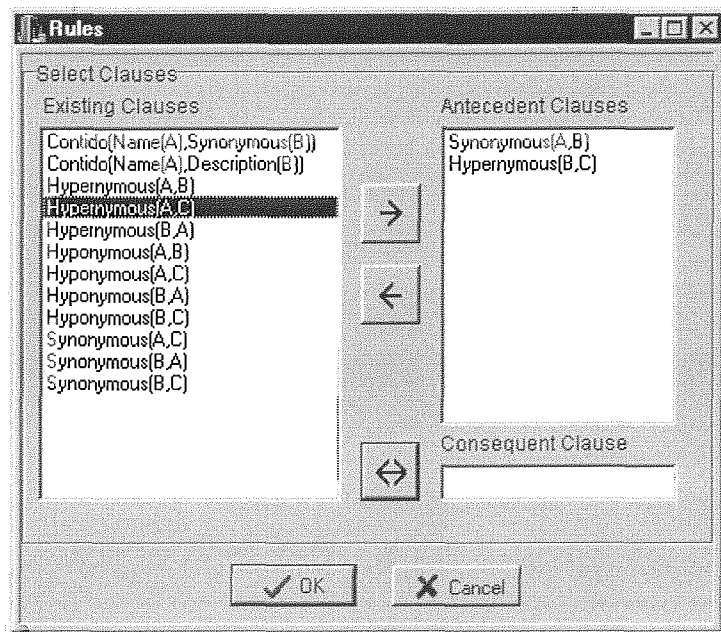 Rules
Select Clauses
Existing Clauses
Contido(Name(A),Synonymous(B))
Contido(Name(A),Description(B))
Hypernymous(A,B)
Hypernymous(A,C)
Hypernymous(B,A)
Hyponymous(A,B)
Hyponymous(A,C)
Hyponymous(B,A)
Hyponymous(B,C)
Synonymous(A,C)
Synonymous(B,A)
Synonymous(B,C)
Antecedent Clauses
Synonymous(A,B)
Hypernymous(B,C)
Consequent Clause
OK
Cancel